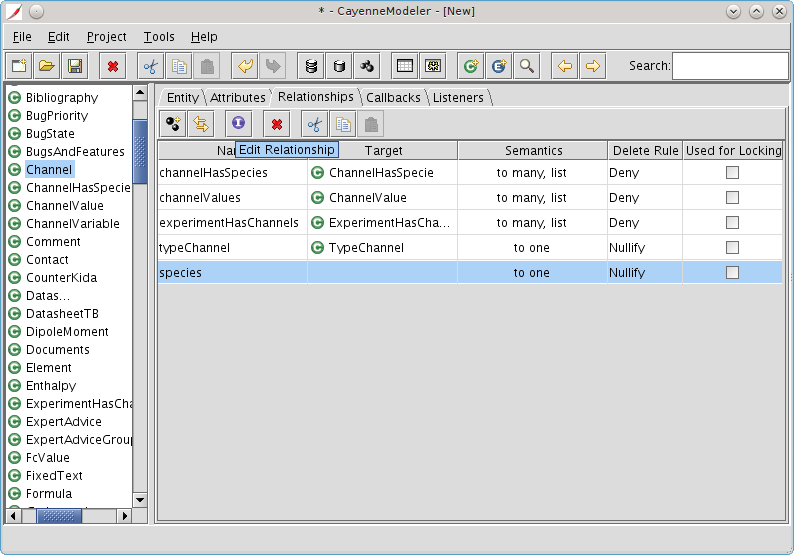 * - CayenneModeler - [New]
File Edit Project Tools Help
Search:
Bibliography
BugPriority
BugState
BugsAndFeatures
Channel
ChannelHasSpecie
ChannelValue
ChannelVariable
Comment
Contact
CounterKida
Datas...
DatasheetTB
DipoleMoment
Documents
Element
Enthalpy
ExperimentHasCha
ExpertAdvice
ExpertAdviceGroup
FcValue
FixedText
Formula
Entity Attributes Relationships Callbacks Listeners
Edit Relationship
Na Target Semantics Delete Rule Used for Locking
channelHasSpecies ChannelHasSpecie to many, list Deny
channelValues ChannelValue to many, list Deny
experimentHasChannels ExperimentHasCha... to many, list Deny
typeChannel TypeChannel to one Nullify
species to one Nullify